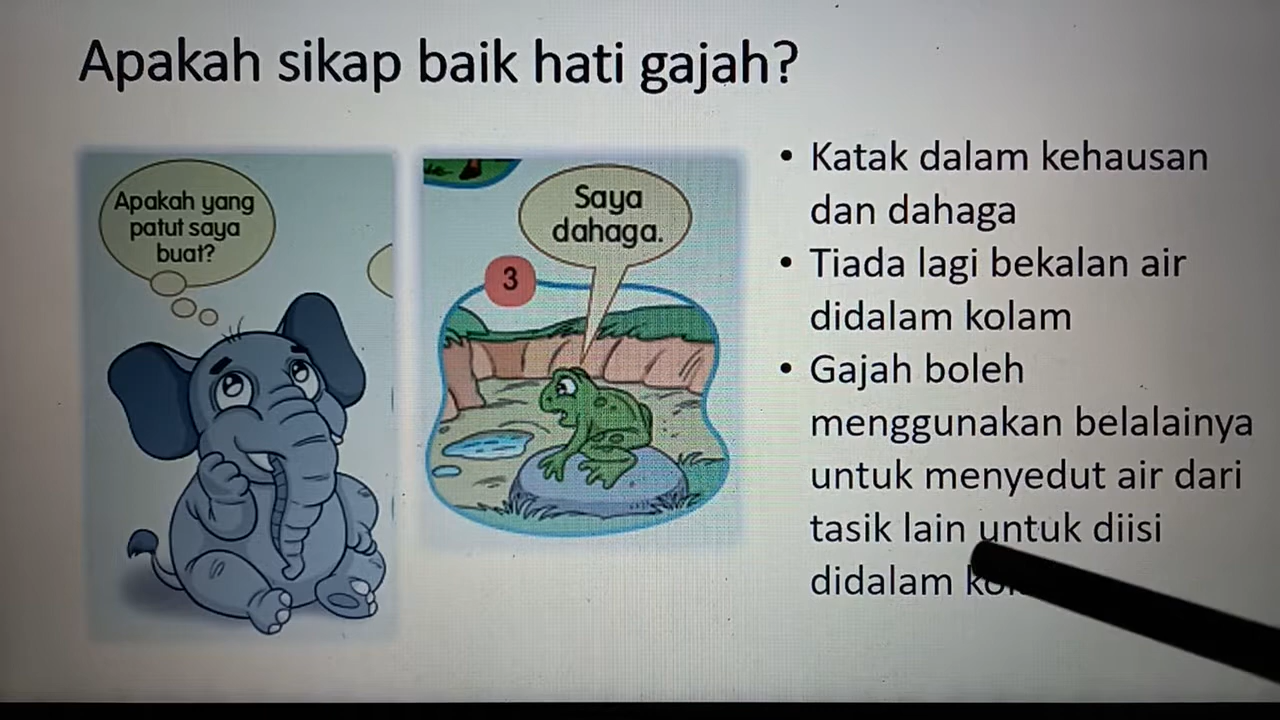 Apakah sikap baik hati gajah?
Apakah yang
patut saya
buat?
Saya
dahaga.
3
• Katak dalam kehausan
dan dahaga
• Tiada lagi bekalan air
didalam kolam
• Gajah boleh
menggunakan belalainya
untuk menyedut air dari
tasik lain untuk diisi
didalam